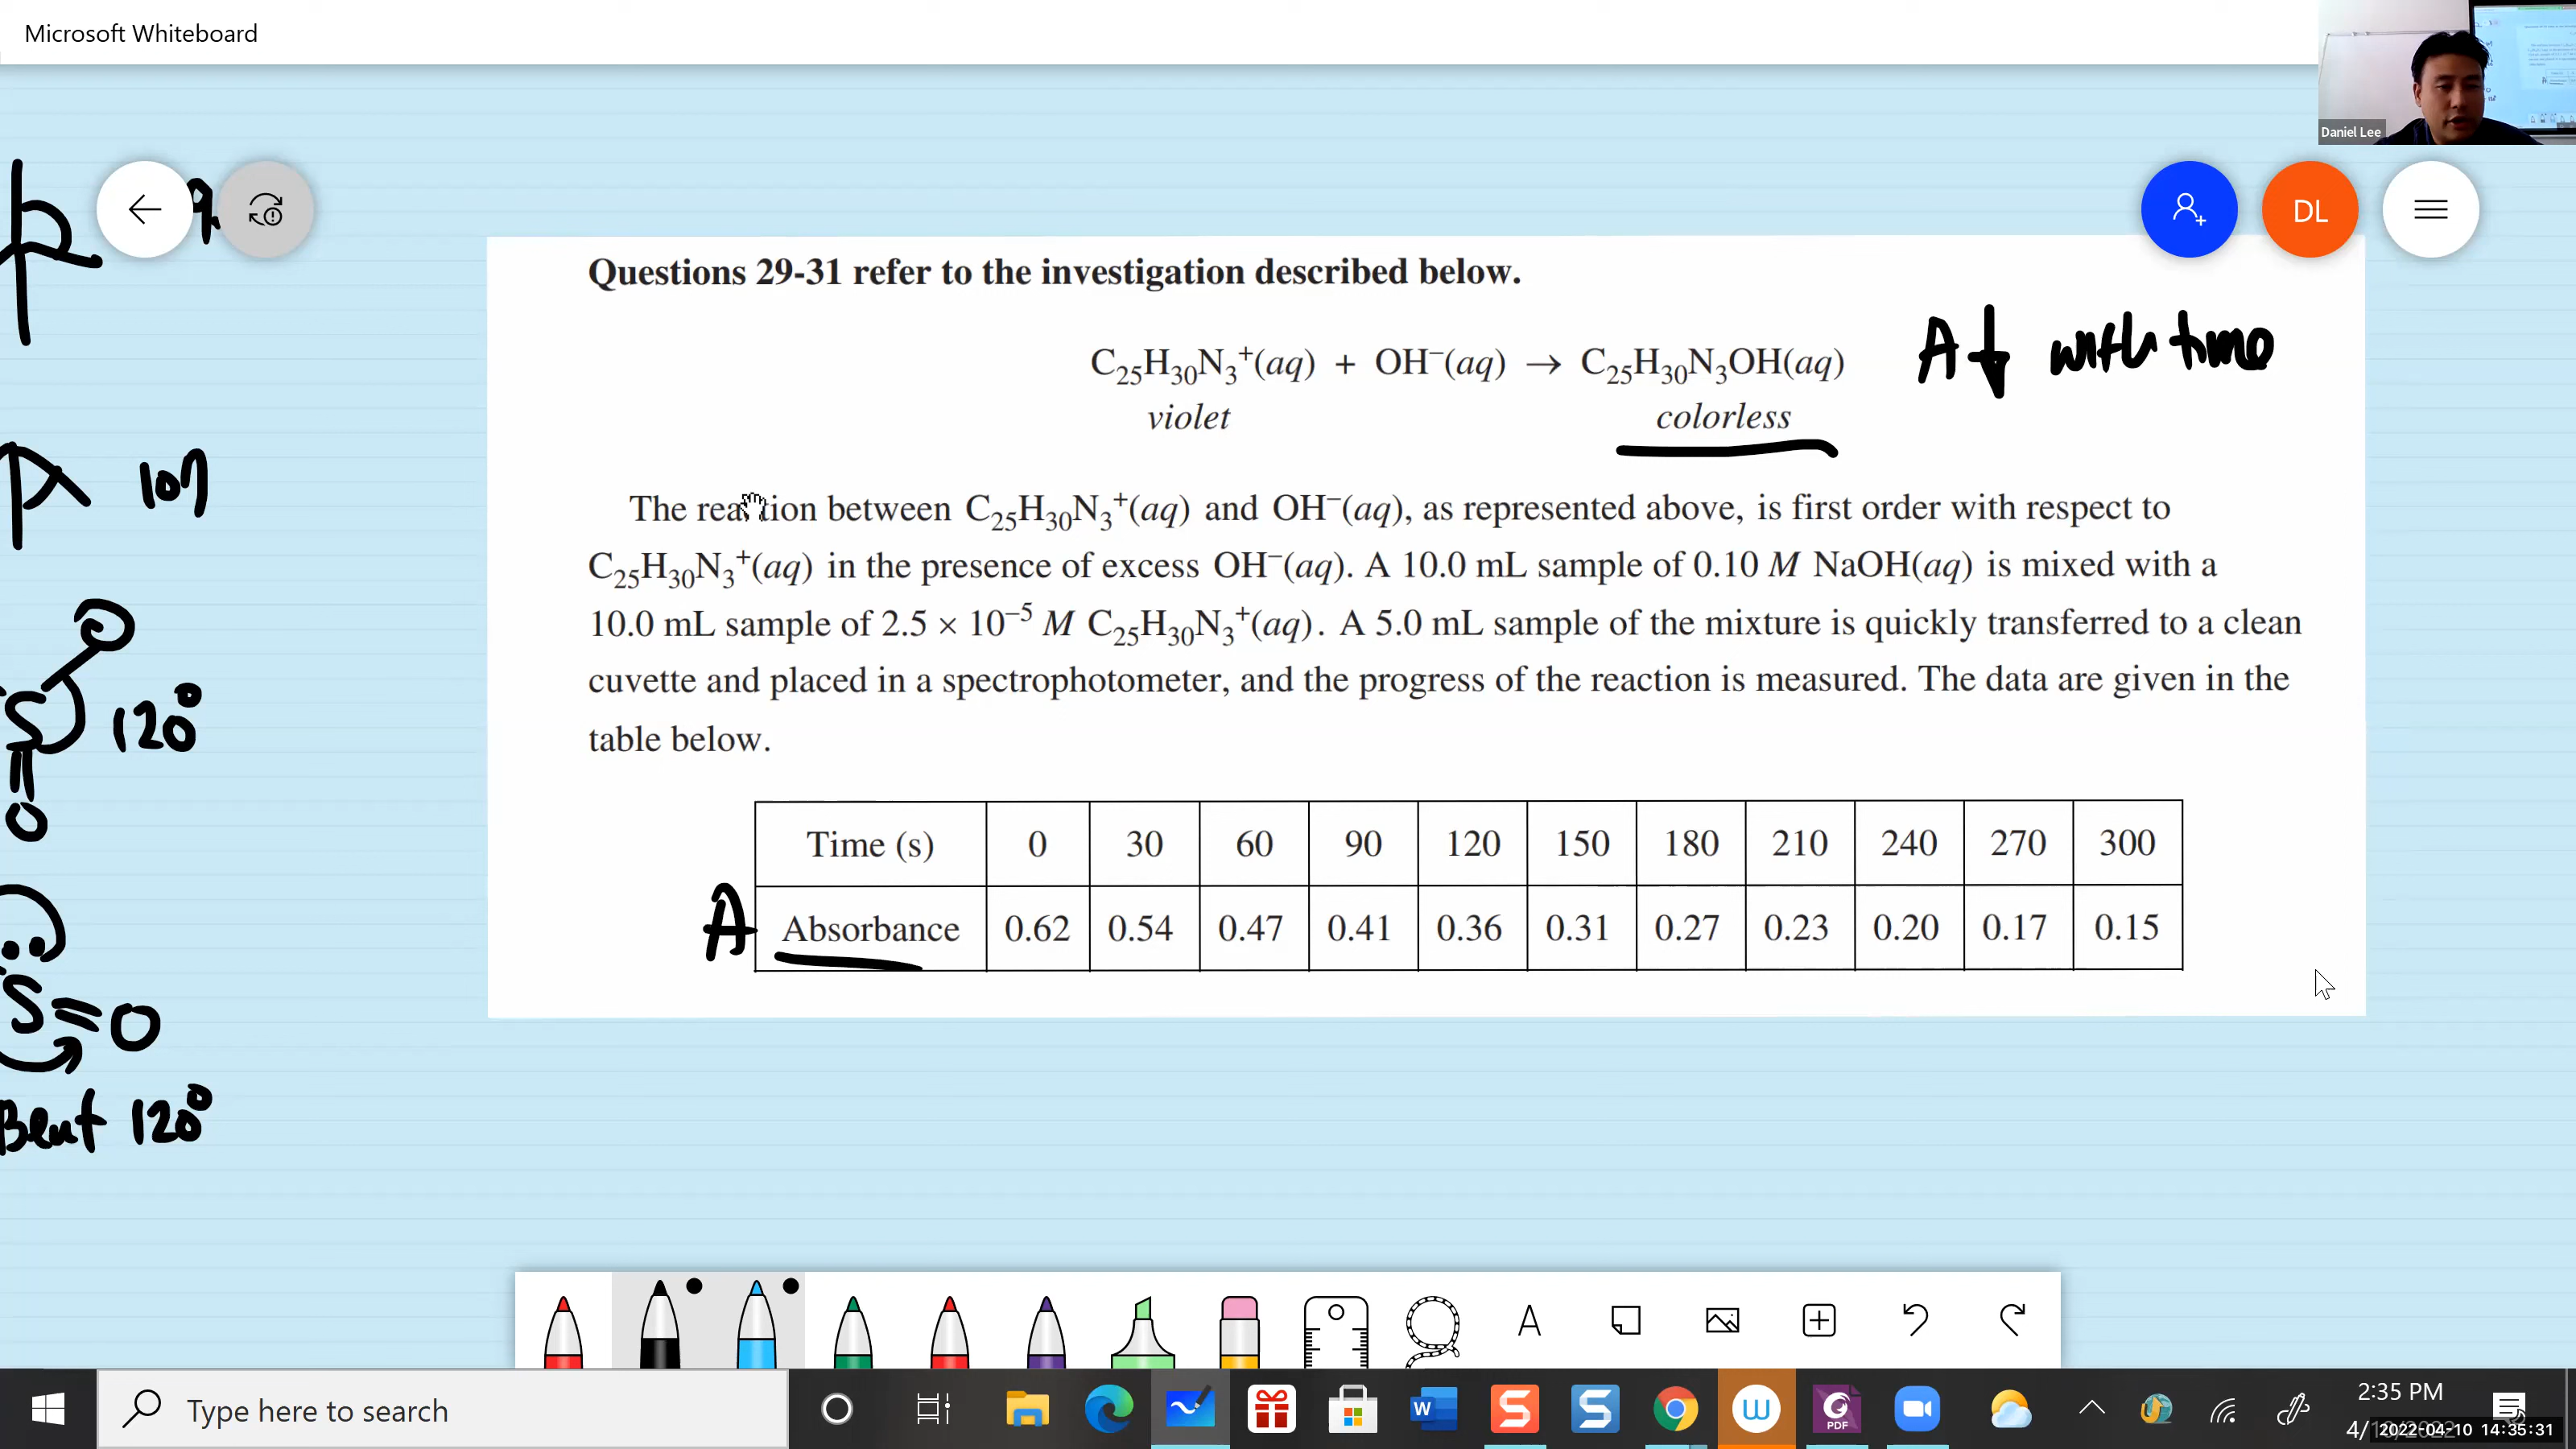 Microsoft Whiteboard
Daniel Lee
DL
Questions 29-31 refer to the investigation described below.
C₂₅H₃₀N₃⁺(aq) + OH⁻(aq) → C₂₅H₃₀N₃OH(aq)
A ↓ with time
violet colorless
The reaction between C₂₅H₃₀N₃⁺(aq) and OH⁻(aq), as represented above, is first order with respect to
C₂₅H₃₀N₃⁺(aq) in the presence of excess OH⁻(aq). A 10.0 mL sample of 0.10 M NaOH(aq) is mixed with a
10.0 mL sample of 2.5 × 10⁻⁵ M C₂₅H₃₀N₃⁺(aq). A 5.0 mL sample of the mixture is quickly transferred to a clean
cuvette and placed in a spectrophotometer, and the progress of the reaction is measured. The data are given in the
table below.
Time (s) 0 30 60 90 120 150 180 210 240 270 300
A Absorbance 0.62 0.54 0.47 0.41 0.36 0.31 0.27 0.23 0.20 0.17 0.15
107
O
S 120°
O
S=O
Bent 120°
Type here to search
2:35 PM
2022-04-10 14:35:31